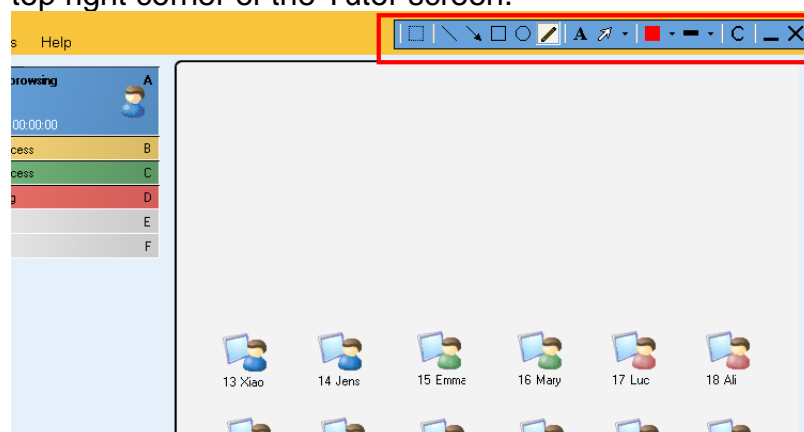 top right corner of the Tutor screen.
s Help
A C
browsing A
00:00:00
cess B
cess C
g D
E
F
13 Xiao 14 Jens 15 Emma 16 Mary 17 Luc 18 Ali